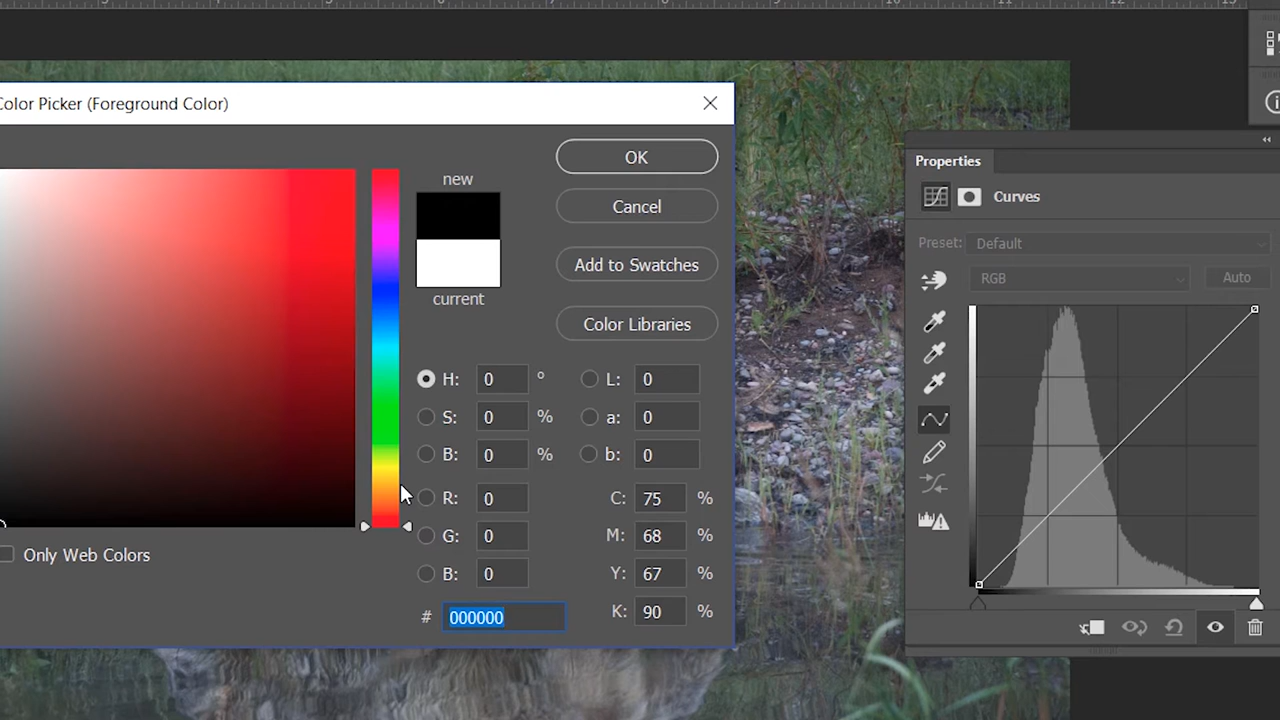 Color Picker (Foreground Color)
new
current
OK
Cancel
Add to Swatches
Color Libraries
H: 0 °
S: 0 %
B: 0 %
R: 0
G: 0
B: 0
# 000000
L: 0
a: 0
b: 0
C: 75 %
M: 68 %
Y: 67 %
K: 90 %
Only Web Colors
Properties
Curves
Preset: Default
RGB
Auto